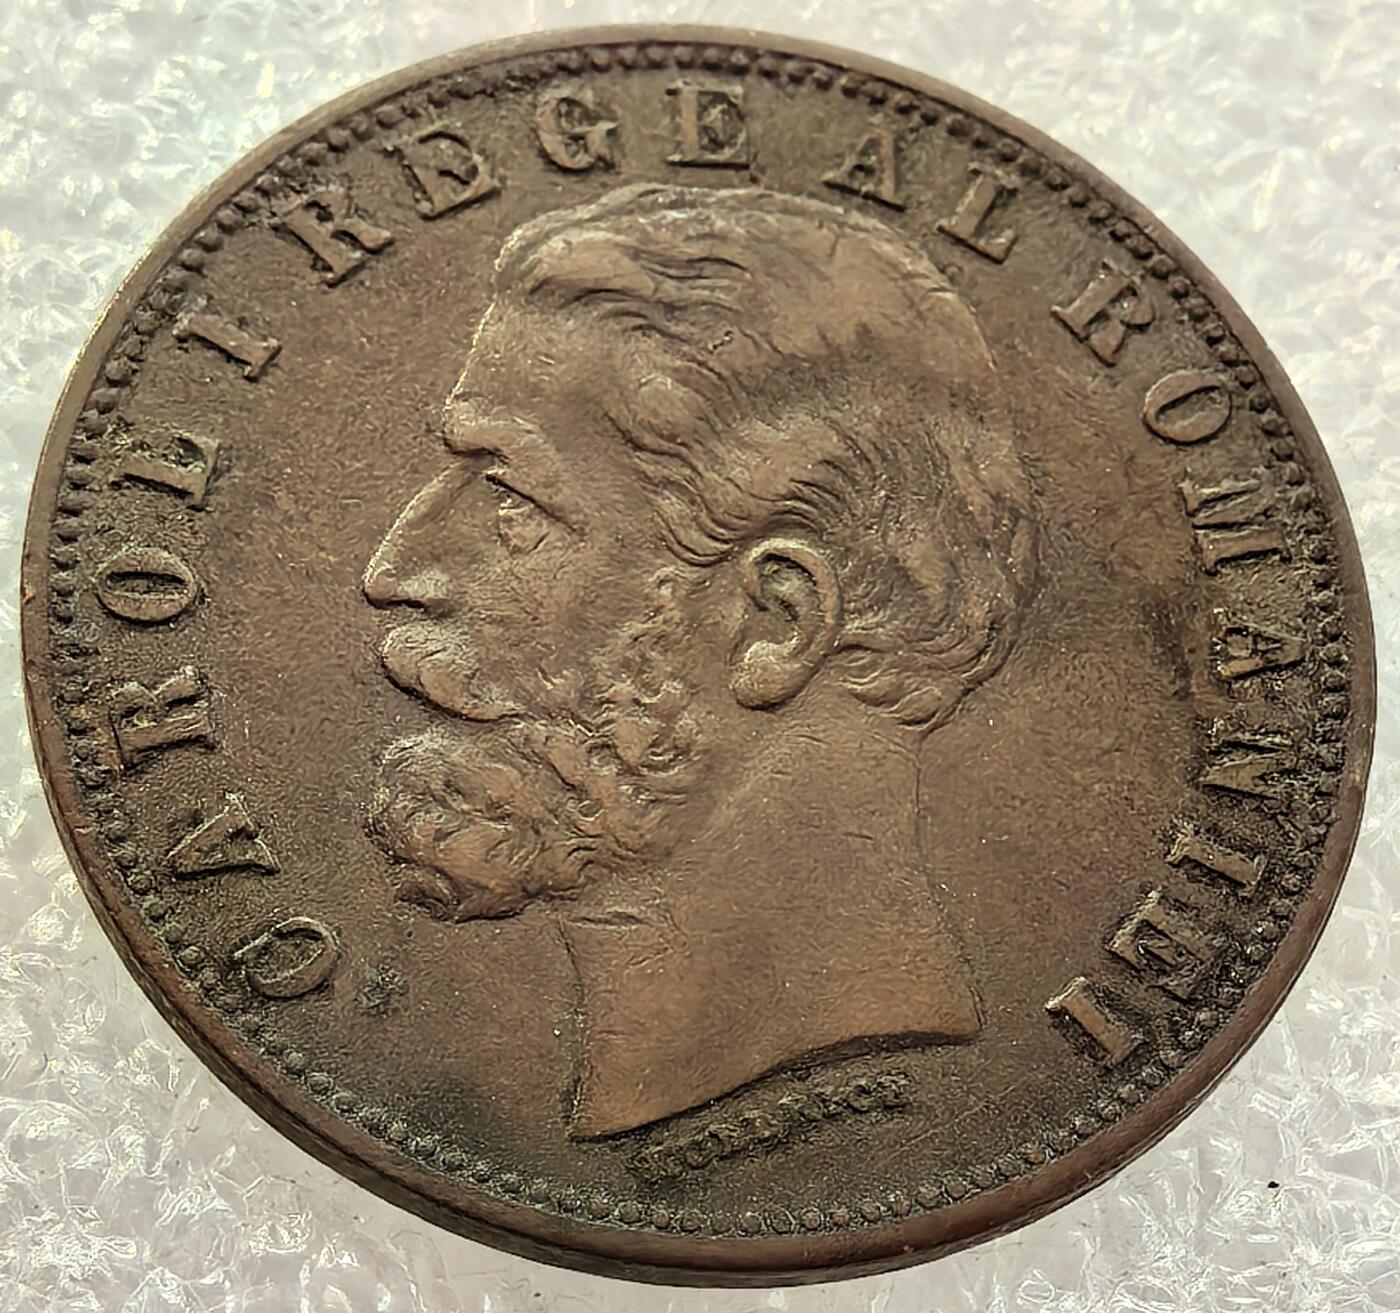 CAROL I REGE AL ROMANIEI